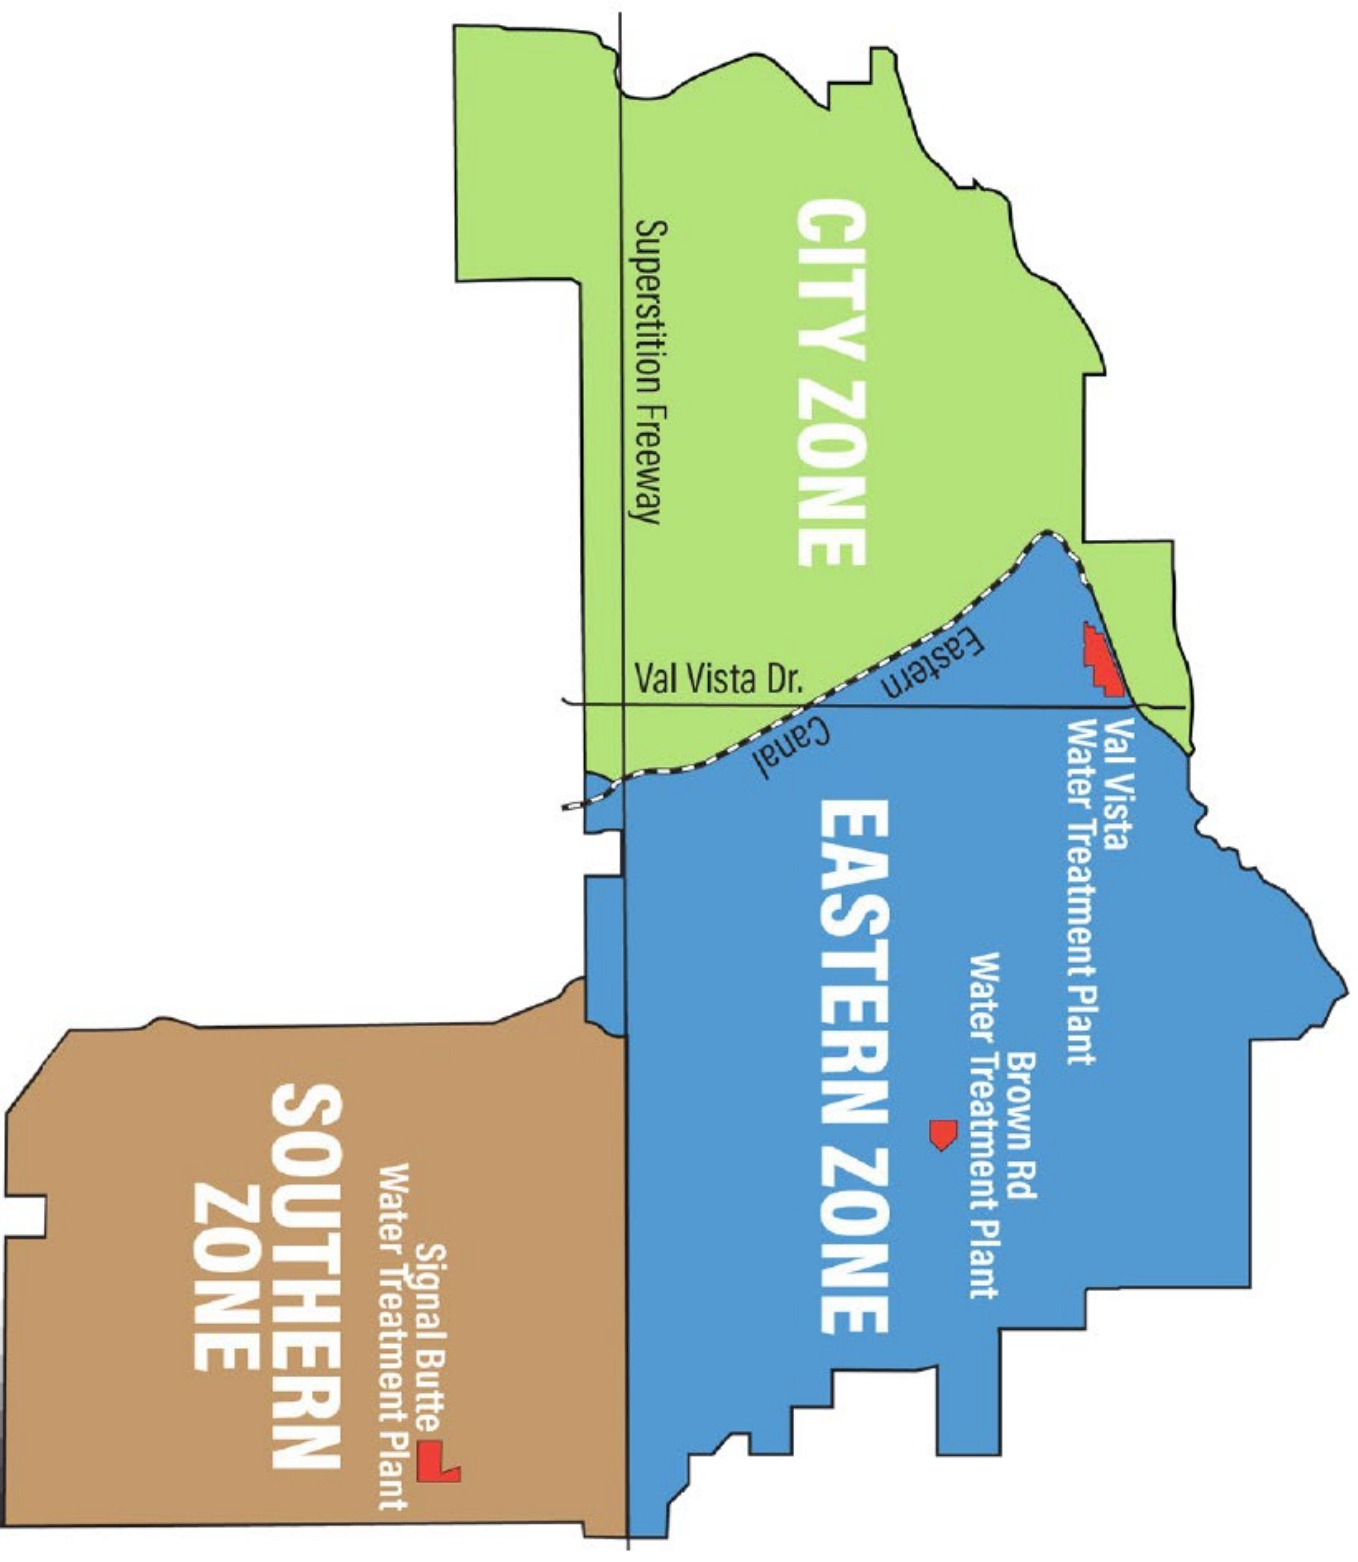 CITY ZONE
Superstition Freeway
Val Vista Dr.
Eastern
Canal
Val Vista
Water Treatment Plant
Brown Rd
Water Treatment Plant
EASTERN ZONE
Signal Butte
Water Treatment Plant
SOUTHERN
ZONE